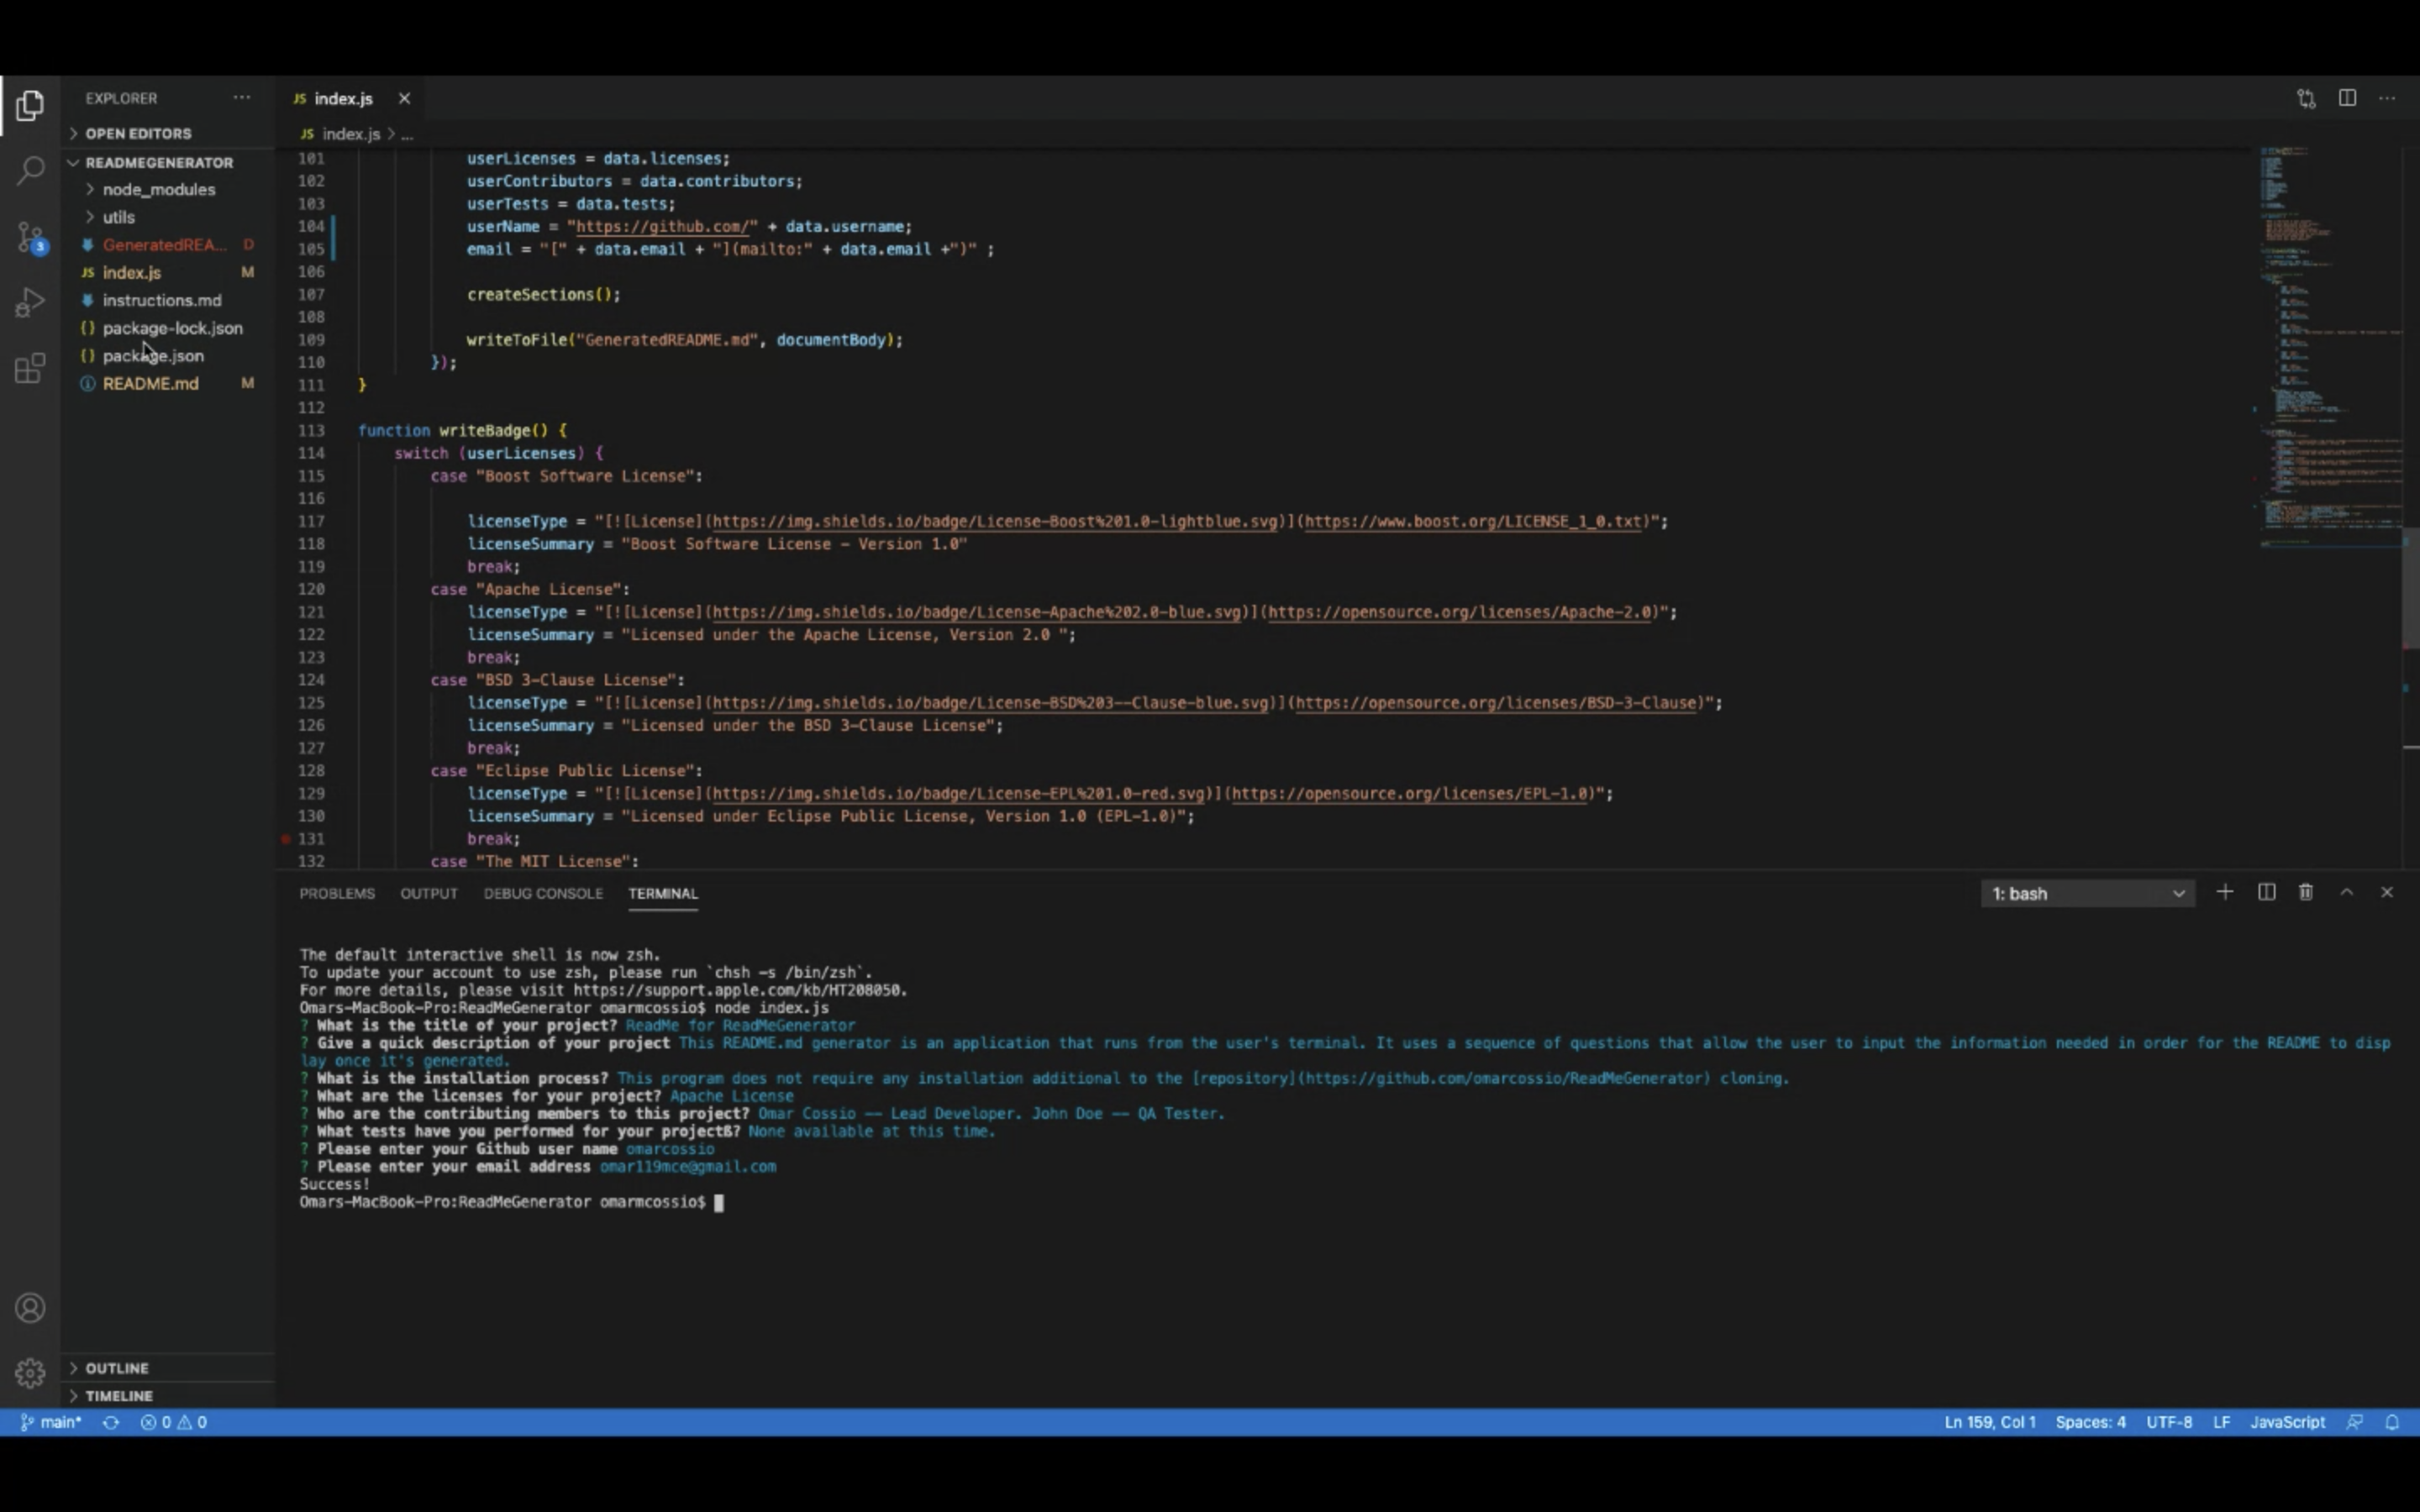 EXPLORER ...
OPEN EDITORS
READMEGENERATOR
node_modules
utils
GeneratedREA... D
JS index.js M
instructions.md
{} package-lock.json
{} package.json
README.md M
OUTLINE
TIMELINE
JS index.js
JS index.js > ...
101 userLicenses = data.licenses;
102 userContributors = data.contributors;
103 userTests = data.tests;
104 userName = "https://github.com/" + data.username;
105 email = "[" + data.email + "](mailto:" + data.email +")" ;
106
107 createSections();
108
109 writeToFile("GeneratedREADME.md", documentBody);
110 });
111 }
112
113 function writeBadge() {
114 switch (userLicenses) {
115 case "Boost Software License":
116
117 licenseType = "[![License](https://img.shields.io/badge/License-Boost%201.0-lightblue.svg)](https://www.boost.org/LICENSE_1_0.txt)";
118 licenseSummary = "Boost Software License - Version 1.0"
119 break;
120 case "Apache License":
121 licenseType = "[![License](https://img.shields.io/badge/License-Apache%202.0-blue.svg)](https://opensource.org/licenses/Apache-2.0)";
122 licenseSummary = "Licensed under the Apache License, Version 2.0 ";
123 break;
124 case "BSD 3-Clause License":
125 licenseType = "[![License](https://img.shields.io/badge/License-BSD%203--Clause-blue.svg)](https://opensource.org/licenses/BSD-3-Clause)";
126 licenseSummary = "Licensed under the BSD 3-Clause License";
127 break;
128 case "Eclipse Public License":
129 licenseType = "[![License](https://img.shields.io/badge/License-EPL%201.0-red.svg)](https://opensource.org/licenses/EPL-1.0)";
130 licenseSummary = "Licensed under Eclipse Public License, Version 1.0 (EPL-1.0)";
131 break;
132 case "The MIT License":
PROBLEMS OUTPUT DEBUG CONSOLE TERMINAL 1: bash
The default interactive shell is now zsh.
To update your account to use zsh, please run `chsh -s /bin/zsh`.
For more details, please visit https://support.apple.com/kb/HT208050.
Omars-MacBook-Pro:ReadMeGenerator omarmcossio$ node index.js
? What is the title of your project? ReadMe for ReadMeGenerator
? Give a quick description of your project This README.md generator is an application that runs from the user's terminal. It uses a sequence of questions that allow the user to input the information needed in order for the README to disp
lay once it's generated.
? What is the installation process? This program does not require any installation additional to the [repository](https://github.com/omarcossio/ReadMeGenerator) cloning.
? What are the licenses for your project? Apache License
? Who are the contributing members to this project? Omar Cossio -- Lead Developer. John Doe -- QA Tester.
? What tests have you performed for your projectß? None available at this time.
? Please enter your Github user name omarcossio
? Please enter your email address omar119mce@gmail.com
Success!
Omars-MacBook-Pro:ReadMeGenerator omarmcossio$
3
main* 0 0 Ln 159, Col 1 Spaces: 4 UTF-8 LF JavaScript